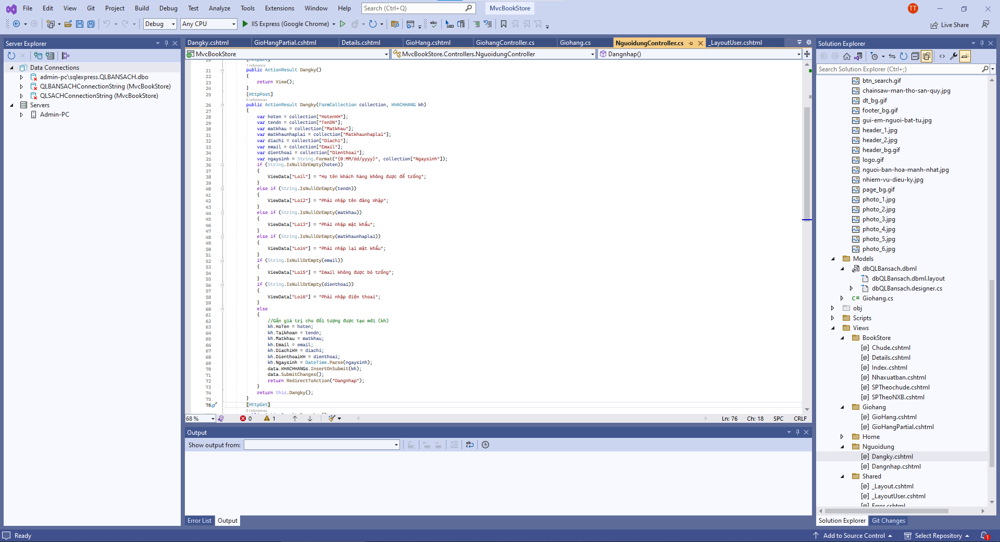 File Edit View Git Project Build Debug Test Analyze Tools Extensions Window Help Search (Ctrl+Q) MvcBookStore TT
Debug Any CPU IIS Express (Google Chrome) Live Share
Server Explorer
Data Connections
admin-pc\sqlexpress.QLBANSACH.dbo
QLBANSACHConnectionString (MvcBookStore)
QLSACHConnectionString (MvcBookStore)
Servers
Admin-PC
Dangky.cshtml GioHangPartial.cshtml Details.cshtml GioHang.cshtml GiohangController.cs Giohang.cs NguoidungController.cs _LayoutUser.cshtml
MvcBookStore MvcBookStore.Controllers.NguoidungController Dangnhap()
20 [HttpGet]
1 reference
21 public ActionResult Dangky()
22 {
23 return View();
24 }
25 [HttpPost]
0 references
26 public ActionResult Dangky(FormCollection collection, KHACHHANG kh)
27 {
28 var hoten = collection["HotenKH"];
29 var tendn = collection["TenDN"];
30 var matkhau = collection["Matkhau"];
31 var matkhaunhaplai = collection["Matkhaunhaplai"];
32 var diachi = collection["Diachi"];
33 var email = collection["Email"];
34 var dienthoai = collection["Dienthoai"];
35 var ngaysinh = String.Format("{0:MM/dd/yyyy}", collection["Ngaysinh"]);
36 if (String.IsNullOrEmpty(hoten))
37 {
38 ViewData["Loi1"] = "Họ tên khách hàng không được để trống";
39 }
40 else if (String.IsNullOrEmpty(tendn))
41 {
42 ViewData["Loi2"] = "Phải nhập tên đăng nhập";
43 }
44 else if (String.IsNullOrEmpty(matkhau))
45 {
46 ViewData["Loi3"] = "Phải nhập mật khẩu";
47 }
48 else if (String.IsNullOrEmpty(matkhaunhaplai))
49 {
50 ViewData["Loi4"] = "Phải nhập lại mật khẩu";
51 }
52 if (String.IsNullOrEmpty(email))
53 {
54 ViewData["Loi5"] = "Email không được bỏ trống";
55 }
56 if (String.IsNullOrEmpty(dienthoai))
57 {
58 ViewData["Loi6"] = "Phải nhập điện thoai";
59 }
60 else
61 {
62 //Gán giá trị cho đối tượng được tạo mới (kh)
63 kh.HoTen = hoten;
64 kh.Taikhoan = tendn;
65 kh.Matkhau = matkhau;
66 kh.Email = email;
67 kh.DiachiKH = diachi;
68 kh.DienthoaiKH = dienthoai;
69 kh.Ngaysinh = DateTime.Parse(ngaysinh);
70 data.KHACHHANGs.InsertOnSubmit(kh);
71 data.SubmitChanges();
72 return RedirectToAction("Dangnhap");
73 }
74 return this.Dangky();
75 }
76 [HttpGet]
0 references
68 % 0 1 Ln: 76 Ch: 18 SPC CRLF
Output
Show output from:
Error List Output
Solution Explorer
Search Solution Explorer (Ctrl+;)
btn_search.gif
chainsaw-man-tho-san-quy.jpg
dt_bg.gif
footer_bg.gif
gui-em-nguoi-bat-tu.jpg
header_1.jpg
header_2.jpg
header_bg.gif
logo.gif
nguoi-ban-hoa-manh-nhat.jpg
nhiem-vu-dieu-ky.jpg
page_bg.gif
photo_1.jpg
photo_2.jpg
photo_3.jpg
photo_4.jpg
photo_5.jpg
photo_6.jpg
Models
dbQLBansach.dbml
dbQLBansach.dbml.layout
dbQLBansach.designer.cs
C# Giohang.cs
obj
Scripts
Views
BookStore
[@] Chude.cshtml
[@] Details.cshtml
[@] Index.cshtml
[@] Nhaxuatban.cshtml
[@] SPTheochude.cshtml
[@] SPTheoNXB.cshtml
Giohang
[@] GioHang.cshtml
[@] GioHangPartial.cshtml
Home
Nguoidung
[@] Dangky.cshtml
[@] Dangnhap.cshtml
Shared
[@] _Layout.cshtml
[@] _LayoutUser.cshtml
[@] Error.cshtml
Solution Explorer Git Changes
Ready Add to Source Control Select Repository 1